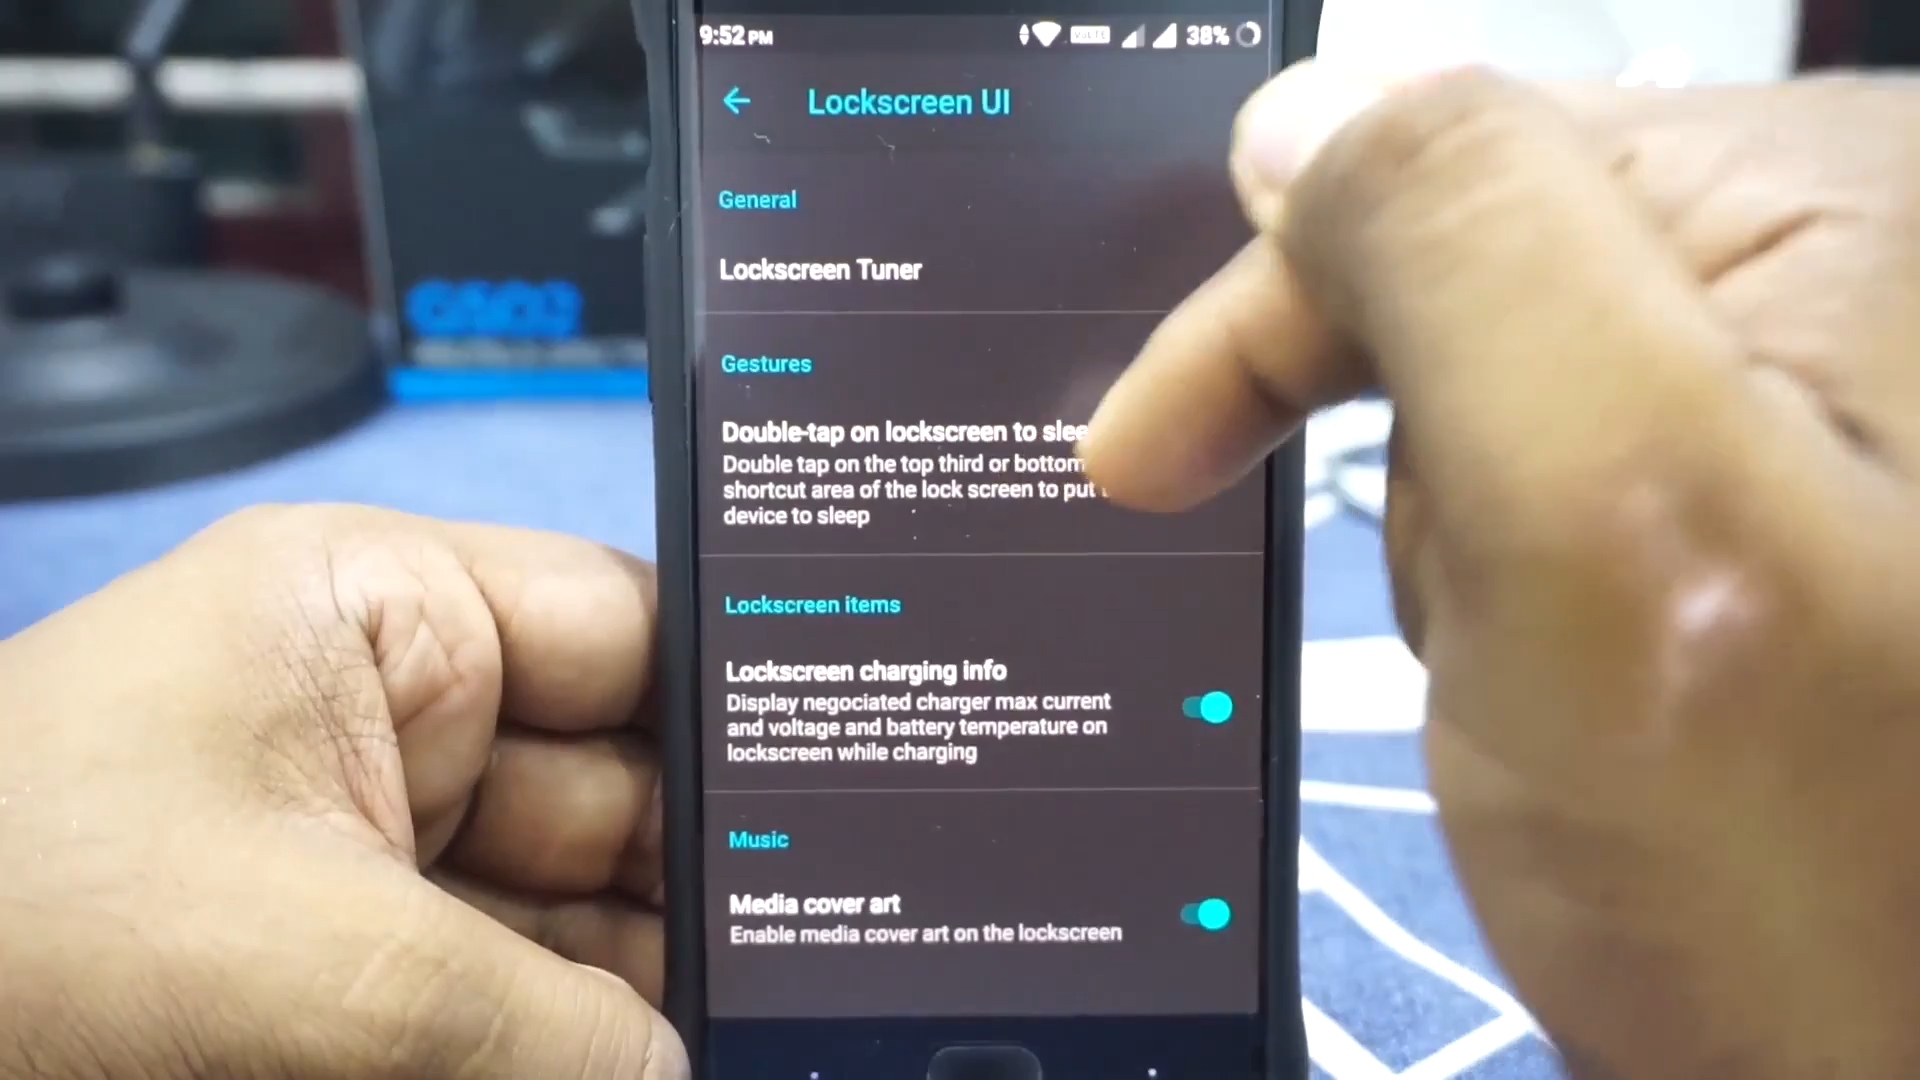 9:52 PM VoLTE 38%
Lockscreen UI
General
Lockscreen Tuner
Gestures
Double-tap on lockscreen to slee
Double tap on the top third or bottom
shortcut area of the lock screen to put
device to sleep
Lockscreen items
Lockscreen charging info
Display negociated charger max current
and voltage and battery temperature on
lockscreen while charging
Music
Media cover art
Enable media cover art on the lockscreen